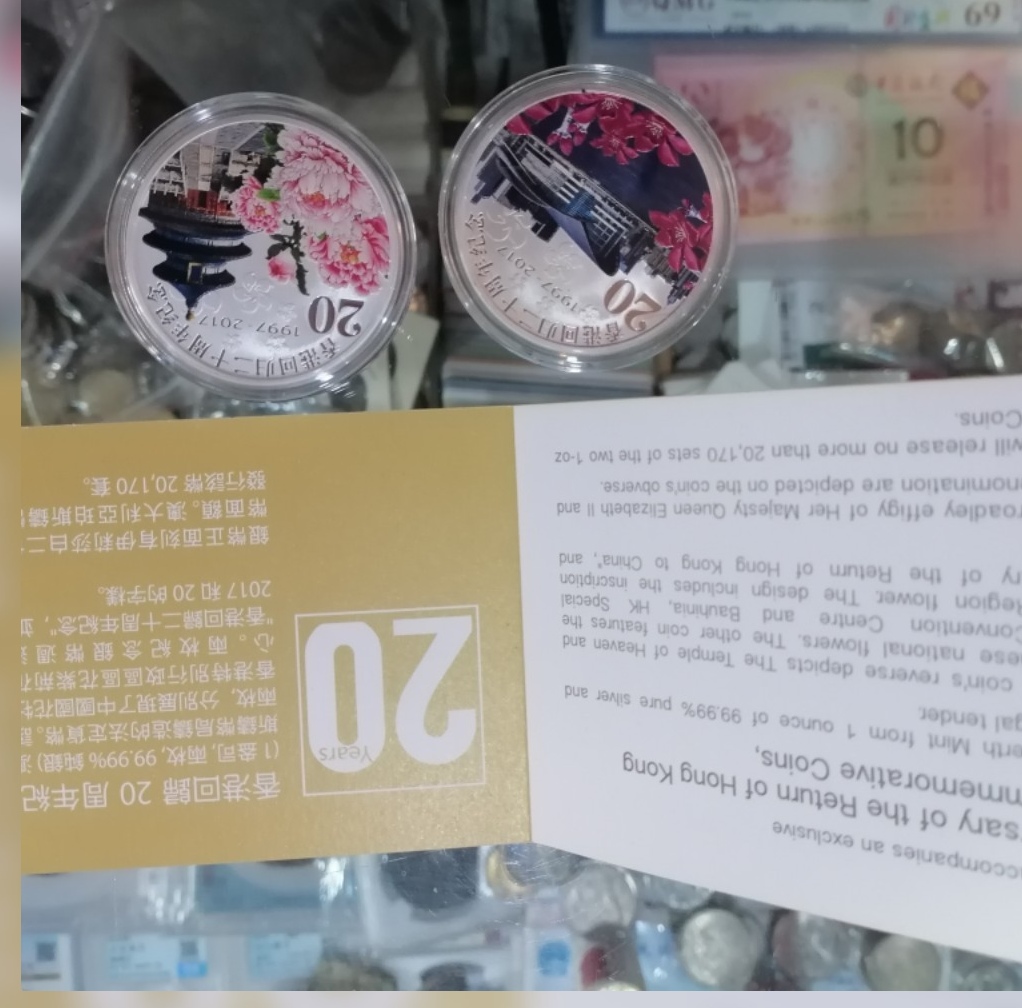 20
1997-2017
香港回归二十周年纪念
20
1997-2017
香港回归二十周年纪念
69
10
ccompanies an exclusive
sary of the Return of Hong Kong
nmemorative Coins,
erth Mint from 1 ounce of 99.99% pure silver and
gal tender.
coin's reverse depicts The Temple of Heaven and
ese national flowers. The other coin features the
Convention Centre and Bauhinia, HK Special
Region flower. The design includes the inscription
ry of the Return of Hong Kong to China", and
roadley effigy of Her Majesty Queen Elizabeth II and
nomination are depicted on the coin's obverse.
will release no more than 20,170 sets of the two 1-oz
Coins.
20
Years
香港回歸 20 周年紀
(1 盎司, 兩枚, 99.99% 純銀)
斯鑄幣局鑄造的法定貨幣。
兩枚, 分別展現了中國國花
香港特別行政區區花紫荊
心。兩枚紀念銀幣週
"香港回歸二十周年紀念", 並
2017 和 20 的字樣。
銀幣正面刻有伊莉莎白二
幣面額。澳大利亞珀斯鑄
發行該幣 20,170 套。